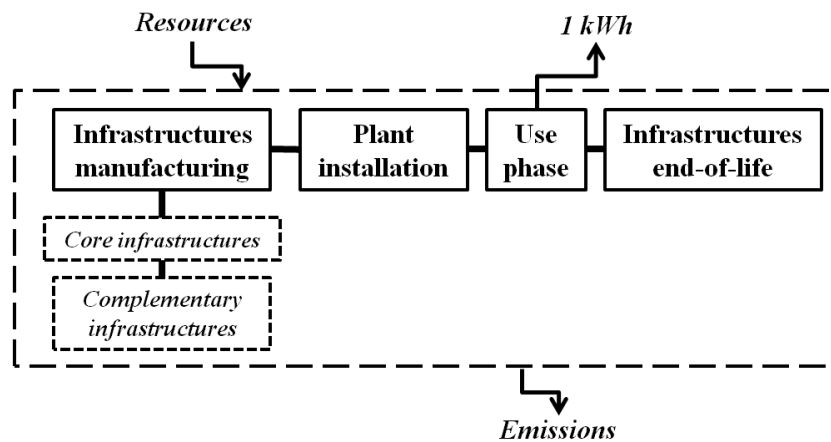 Resources
1 kWh
Infrastructures
manufacturing
Plant
installation
Use
phase
Infrastructures
end-of-life
Core infrastructures
Complementary
infrastructures
Emissions